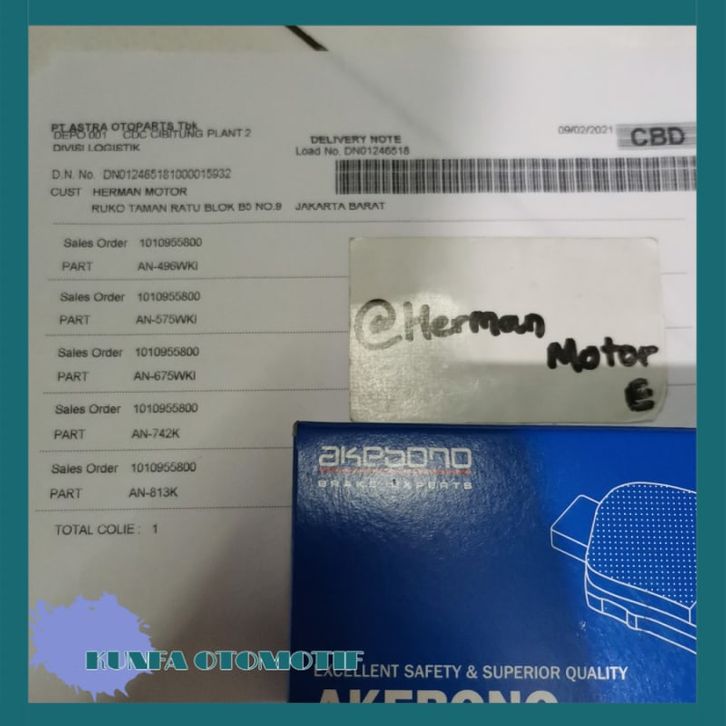 PT.ASTRA OTOPARTS Tbk
DEPO 001 CDC CIBITUNG PLANT 2
DIVISI LOGISTIK
DELIVERY NOTE
Load No. DN01246518
09/02/2021 CBD
D.N. No. DN012465181000015932
CUST HERMAN MOTOR
RUKO TAMAN RATU BLOK B5 NO.9 JAKARTA BARAT
Sales Order 1010955800
PART AN-496WKI
Sales Order 1010955800
PART AN-575WKI
Sales Order 1010955800
PART AN-675WKI
Sales Order 1010955800
PART AN-742K
Sales Order 1010955800
PART AN-813K
TOTAL COLIE : 1
@Herman
Motor
E
akebono
BRAKE EXPERTS
EXCELLENT SAFETY & SUPERIOR QUALITY
AKEBONO
KUNFA OTOMOTIF